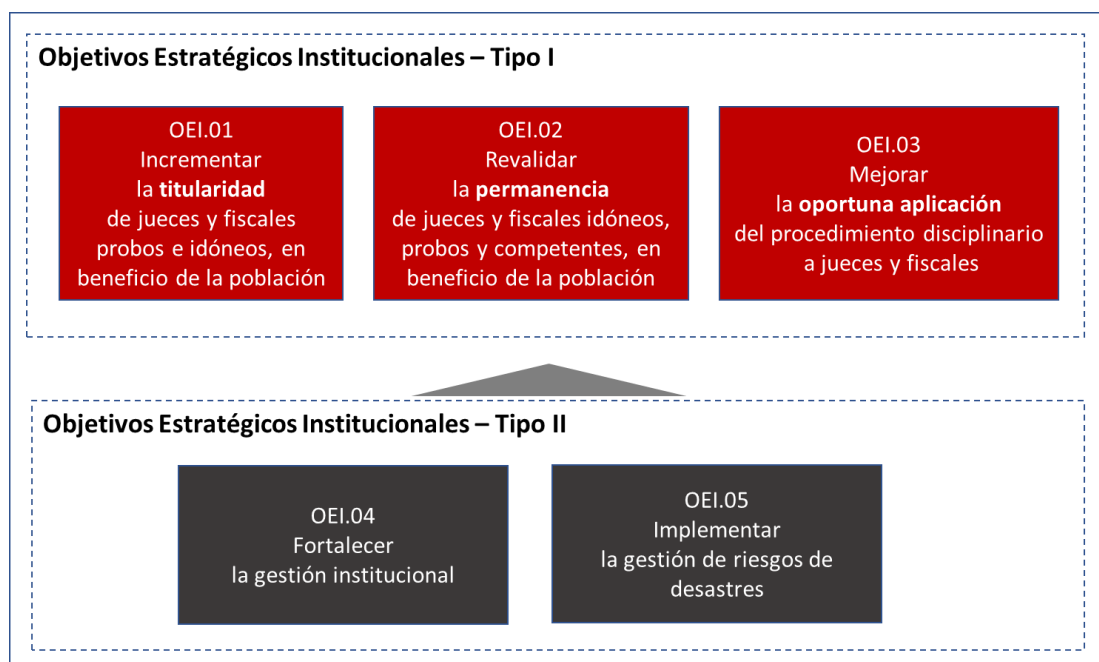 Objetivos Estratégicos Institucionales – Tipo I
OEI.01
Incrementar
la titularidad
de jueces y fiscales
probos e idóneos, en
beneficio de la población
OEI.02
Revalidar
la permanencia
de jueces y fiscales idóneos,
probos y competentes, en
beneficio de la población
OEI.03
Mejorar
la oportuna aplicación
del procedimiento disciplinario
a jueces y fiscales
Objetivos Estratégicos Institucionales – Tipo II
OEI.04
Fortalecer
la gestión institucional
OEI.05
Implementar
la gestión de riesgos de
desastres